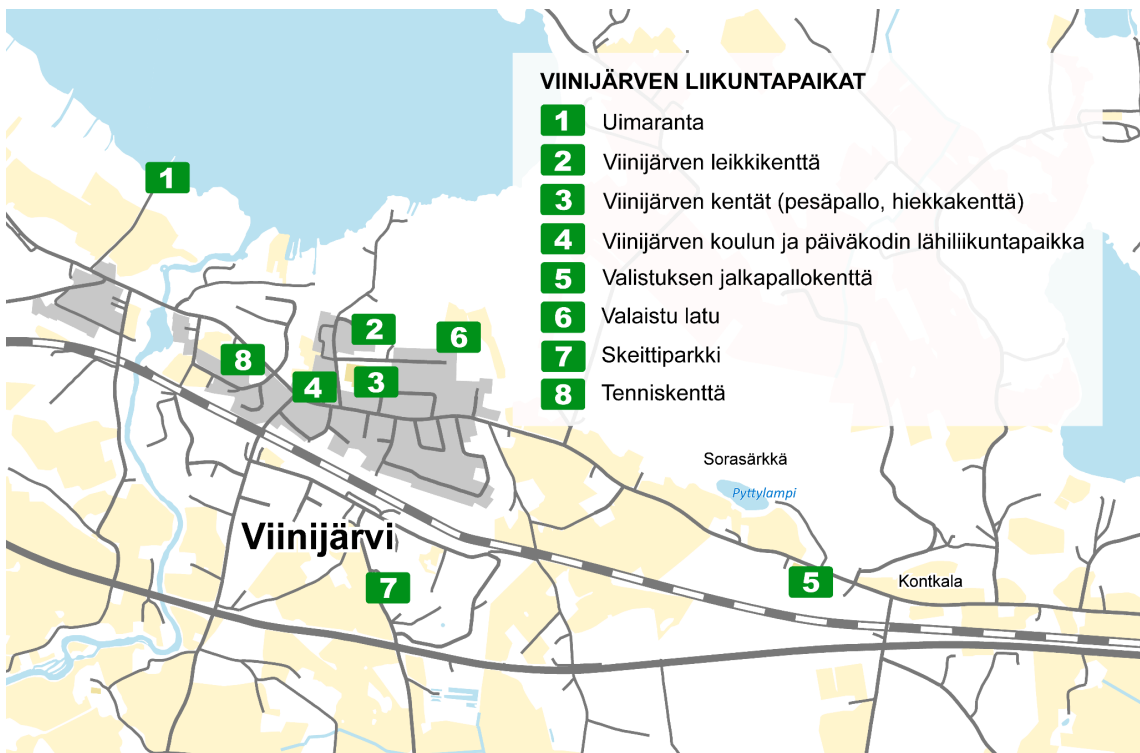 VIINIJÄRVEN LIIKUNTAPAIKAT
1 Uimaranta
2 Viinijärven leikkikenttä
3 Viinijärven kentät (pesäpallo, hiekkakenttä)
4 Viinijärven koulun ja päiväkodin lähiliikuntapaikka
5 Valistuksen jalkapallokenttä
6 Valaistu latu
7 Skeittiparkki
8 Tenniskenttä
1
2
6
8
4
3
Sorasärkkä
Pyttylampi
Viinijärvi
7
5
Kontkala